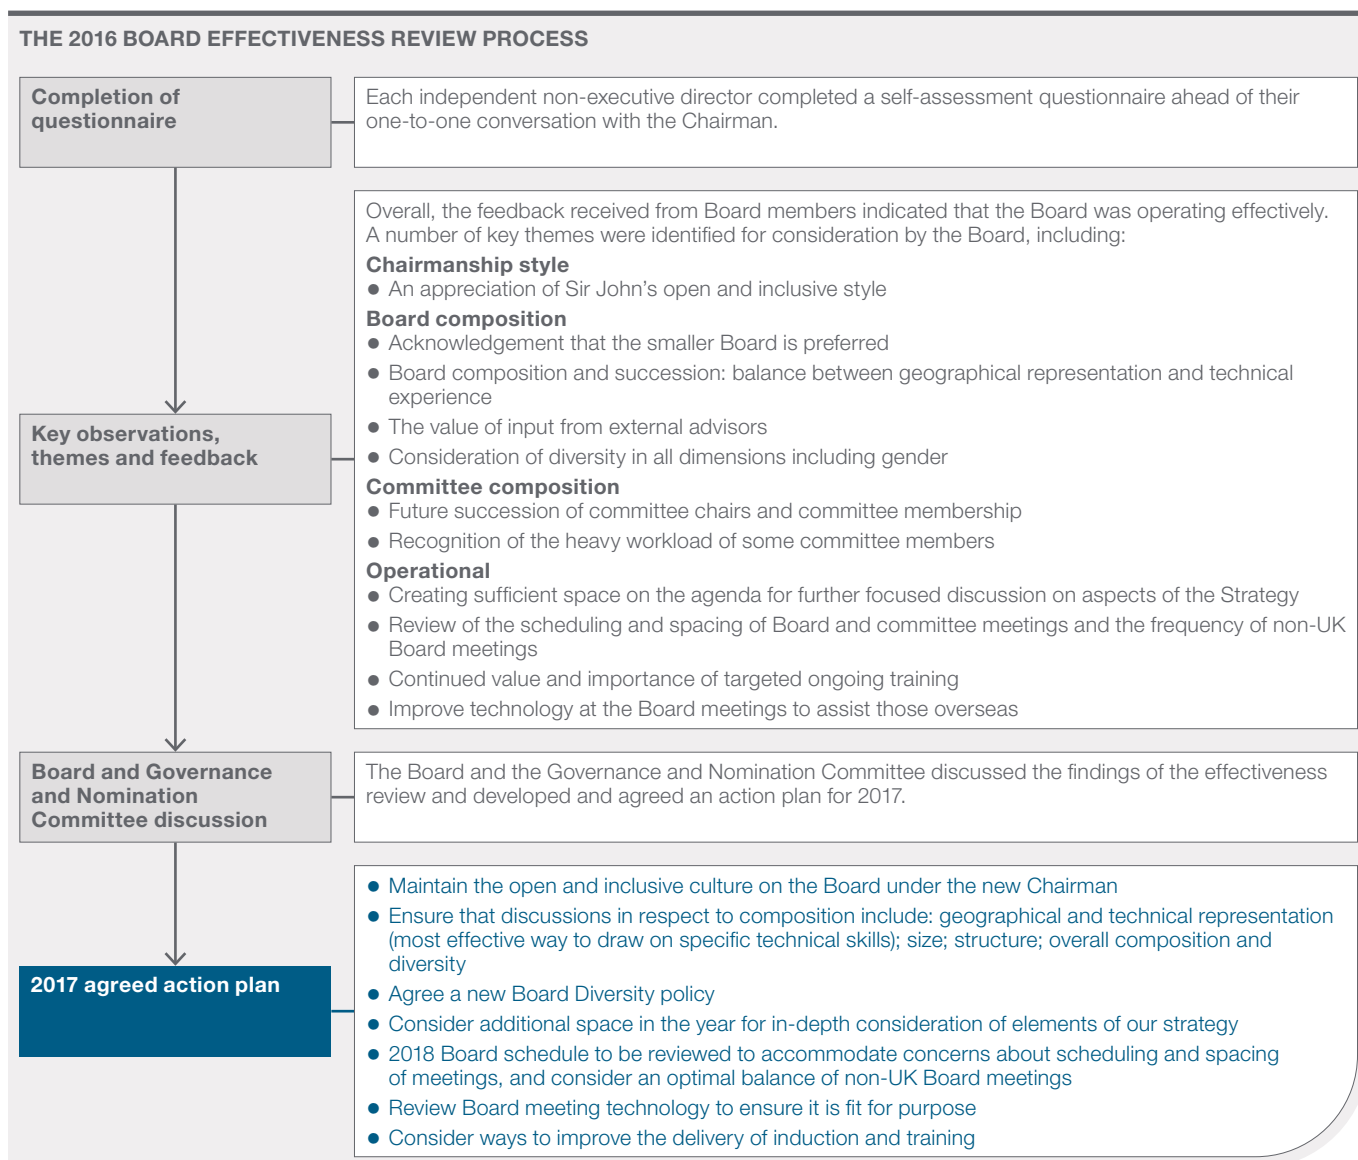 THE 2016 BOARD EFFECTIVENESS REVIEW PROCESS
Completion of
questionnaire
Each independent non-executive director completed a self-assessment questionnaire ahead of their
one-to-one conversation with the Chairman.
Key observations,
themes and feedback
Overall, the feedback received from Board members indicated that the Board was operating effectively.
A number of key themes were identified for consideration by the Board, including:
Chairmanship style
● An appreciation of Sir John's open and inclusive style
Board composition
● Acknowledgement that the smaller Board is preferred
● Board composition and succession: balance between geographical representation and technical
experience
● The value of input from external advisors
● Consideration of diversity in all dimensions including gender
Committee composition
● Future succession of committee chairs and committee membership
● Recognition of the heavy workload of some committee members
Operational
● Creating sufficient space on the agenda for further focused discussion on aspects of the Strategy
● Review of the scheduling and spacing of Board and committee meetings and the frequency of non-UK
Board meetings
● Continued value and importance of targeted ongoing training
● Improve technology at the Board meetings to assist those overseas
Board and Governance
and Nomination
Committee discussion
The Board and the Governance and Nomination Committee discussed the findings of the effectiveness
review and developed and agreed an action plan for 2017.
2017 agreed action plan
● Maintain the open and inclusive culture on the Board under the new Chairman
● Ensure that discussions in respect to composition include: geographical and technical representation
(most effective way to draw on specific technical skills); size; structure; overall composition and
diversity
● Agree a new Board Diversity policy
● Consider additional space in the year for in-depth consideration of elements of our strategy
● 2018 Board schedule to be reviewed to accommodate concerns about scheduling and spacing
of meetings, and consider an optimal balance of non-UK Board meetings
● Review Board meeting technology to ensure it is fit for purpose
● Consider ways to improve the delivery of induction and training